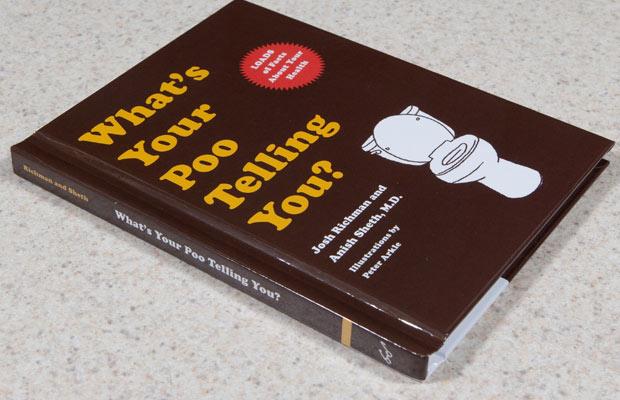 What's
Your
Poo
Telling
You?
LOADS
of Facts
About Your
Health
Josh Richman and
Anish Sheth, M.D.
Illustrations by
Peter Arkle
Richman and Sheth
What's Your Poo Telling You?